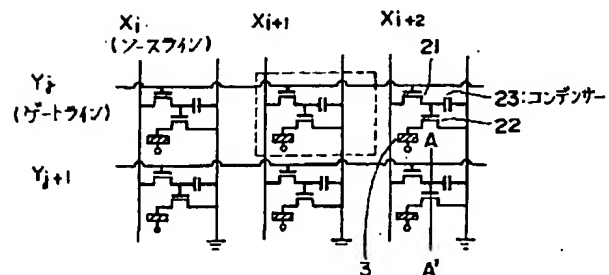 Xi Xi+1 Xi+2
(ソースライン)
21
Yj
(ゲートライン)
23:コンデンサー
22
A
Yj+1
3
A'